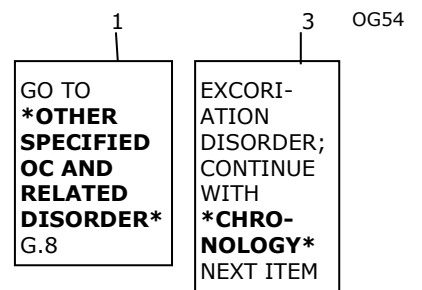 1 3 OG54
GO TO
*OTHER
SPECIFIED
OC AND
RELATED
DISORDER*
G.8
EXCORI-
ATION
DISORDER;
CONTINUE
WITH
*CHRO-
NOLOGY*
NEXT ITEM